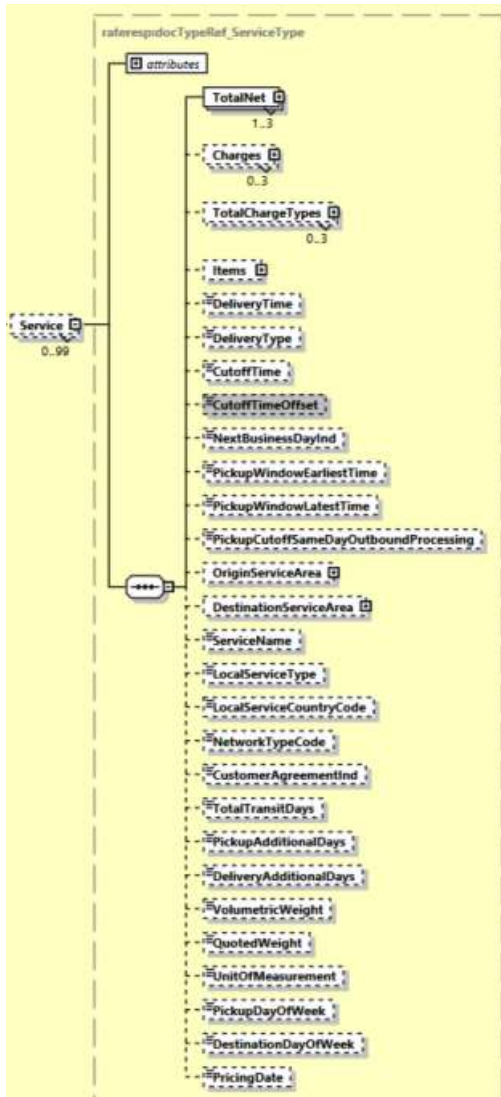 rateresp:docTypeRef_ServiceType
attributes
TotalNet
1..3
Charges
0..3
TotalChargeTypes
0..3
Items
DeliveryTime
DeliveryType
Service
0..99
CutoffTime
CutoffTimeOffset
NextBusinessDayInd
PickupWindowEarliestTime
PickupWindowLatestTime
PickupCutoffSameDayOutboundProcessing
OriginServiceArea
DestinationServiceArea
ServiceName
LocalServiceType
LocalServiceCountryCode
NetworkTypeCode
CustomerAgreementInd
TotalTransitDays
PickupAdditionalDays
DeliveryAdditionalDays
VolumetricWeight
QuotedWeight
UnitOfMeasurement
PickupDayOfWeek
DestinationDayOfWeek
PricingDate